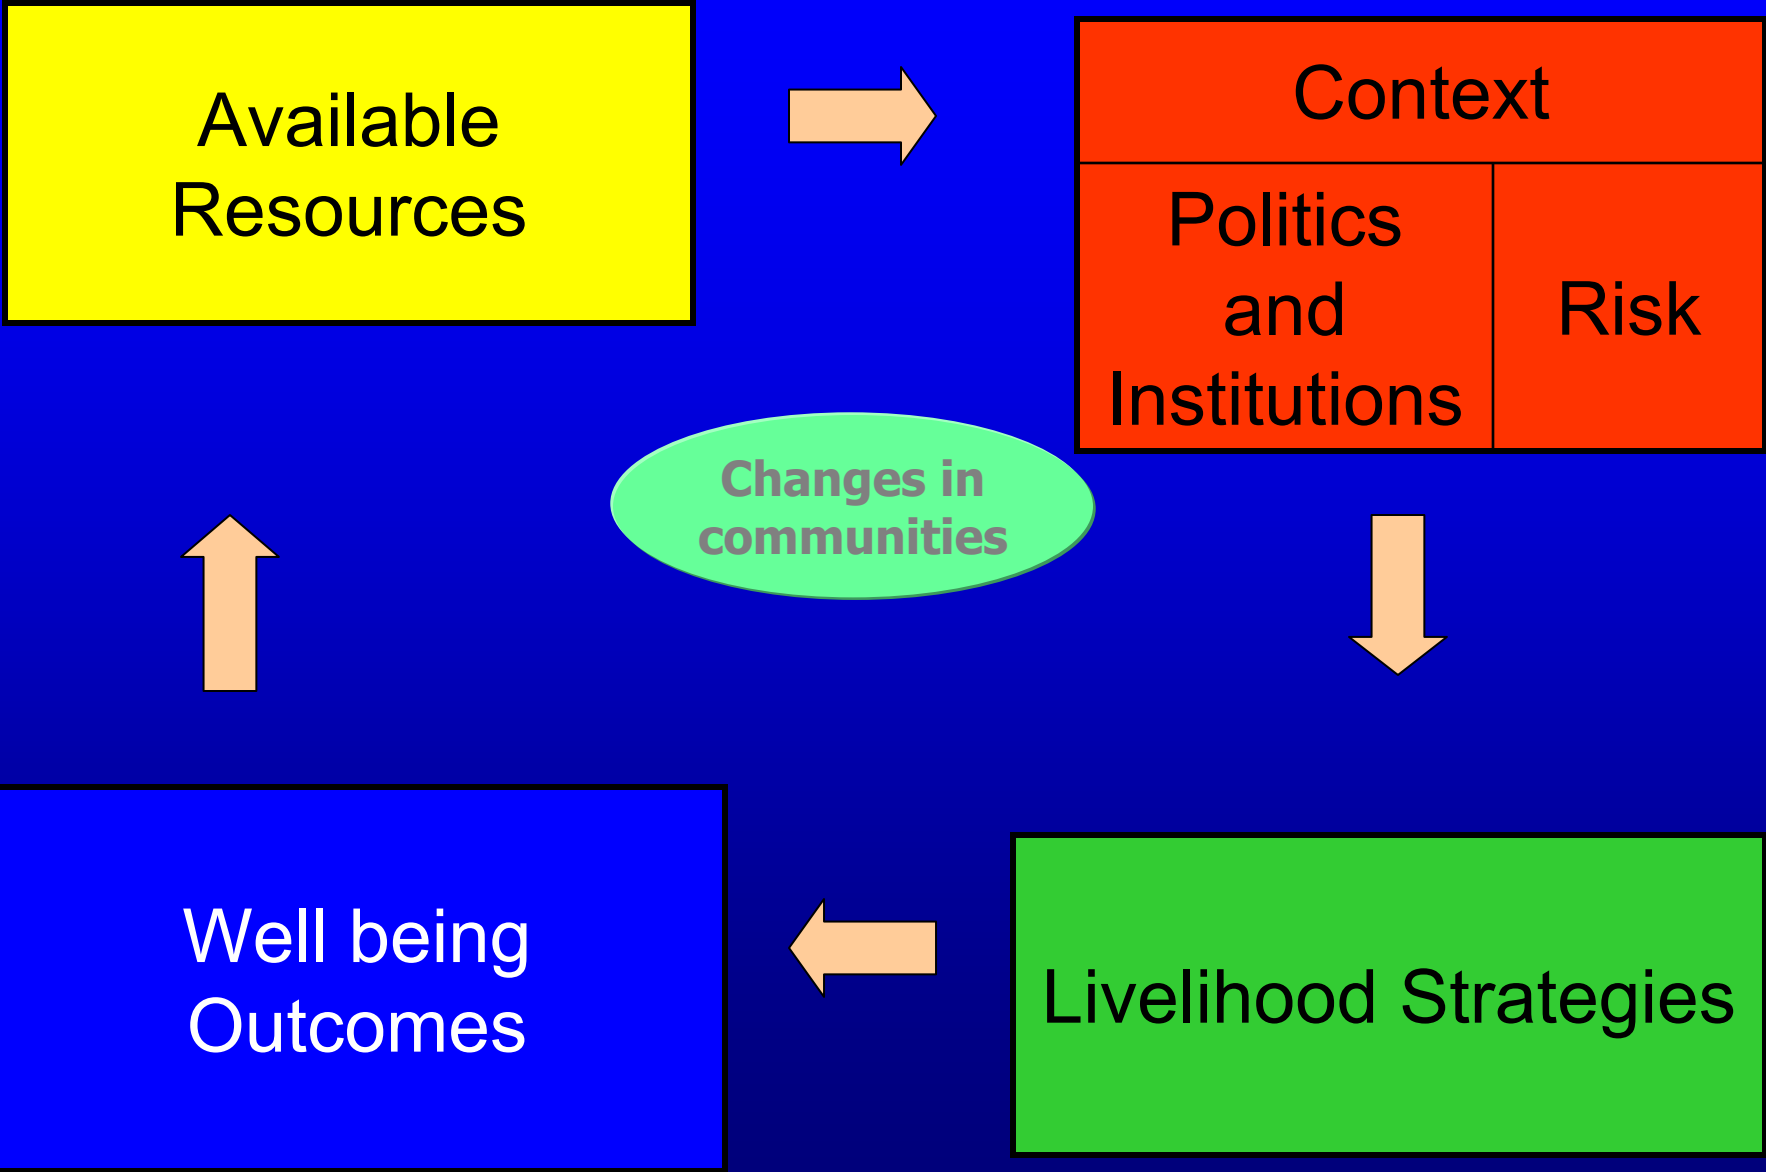 Available
Resources
Context
Politics
and
Institutions
Risk
Changes in
communities
Well being
Outcomes
Livelihood Strategies